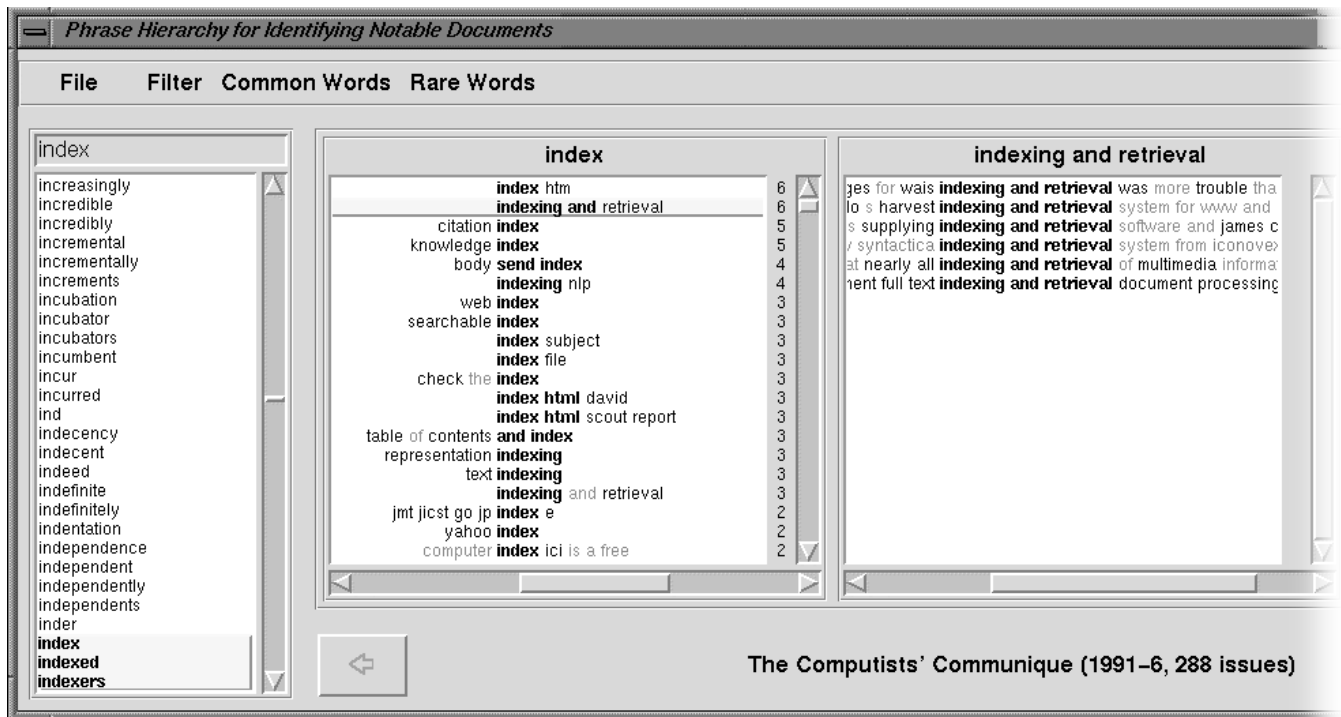 Phrase Hierarchy for Identifying Notable Documents
File Filter Common Words Rare Words
index
increasingly
incredible
incredibly
incremental
incrementally
increments
incubation
incubator
incubators
incumbent
incur
incurred
ind
indecency
indecent
indeed
indefinite
indefinitely
indentation
independence
independent
independently
independents
inder
index
indexed
indexers
index
index htm 6
indexing and retrieval 6
citation index 5
knowledge index 5
body send index 4
indexing nlp 4
web index 3
searchable index 3
index subject 3
index file 3
check the index 3
index html david 3
index html scout report 3
table of contents and index 3
representation indexing 3
text indexing 3
indexing and retrieval 3
jmt jicst go jp index e 2
yahoo index 2
computer index ici is a free 2
indexing and retrieval
ges for wais indexing and retrieval was more trouble tha
lo s harvest indexing and retrieval system for www and
s supplying indexing and retrieval software and james c
syntactica indexing and retrieval system from iconovex
at nearly all indexing and retrieval of multimedia informa
ment full text indexing and retrieval document processing
The Computists' Communique (1991–6, 288 issues)